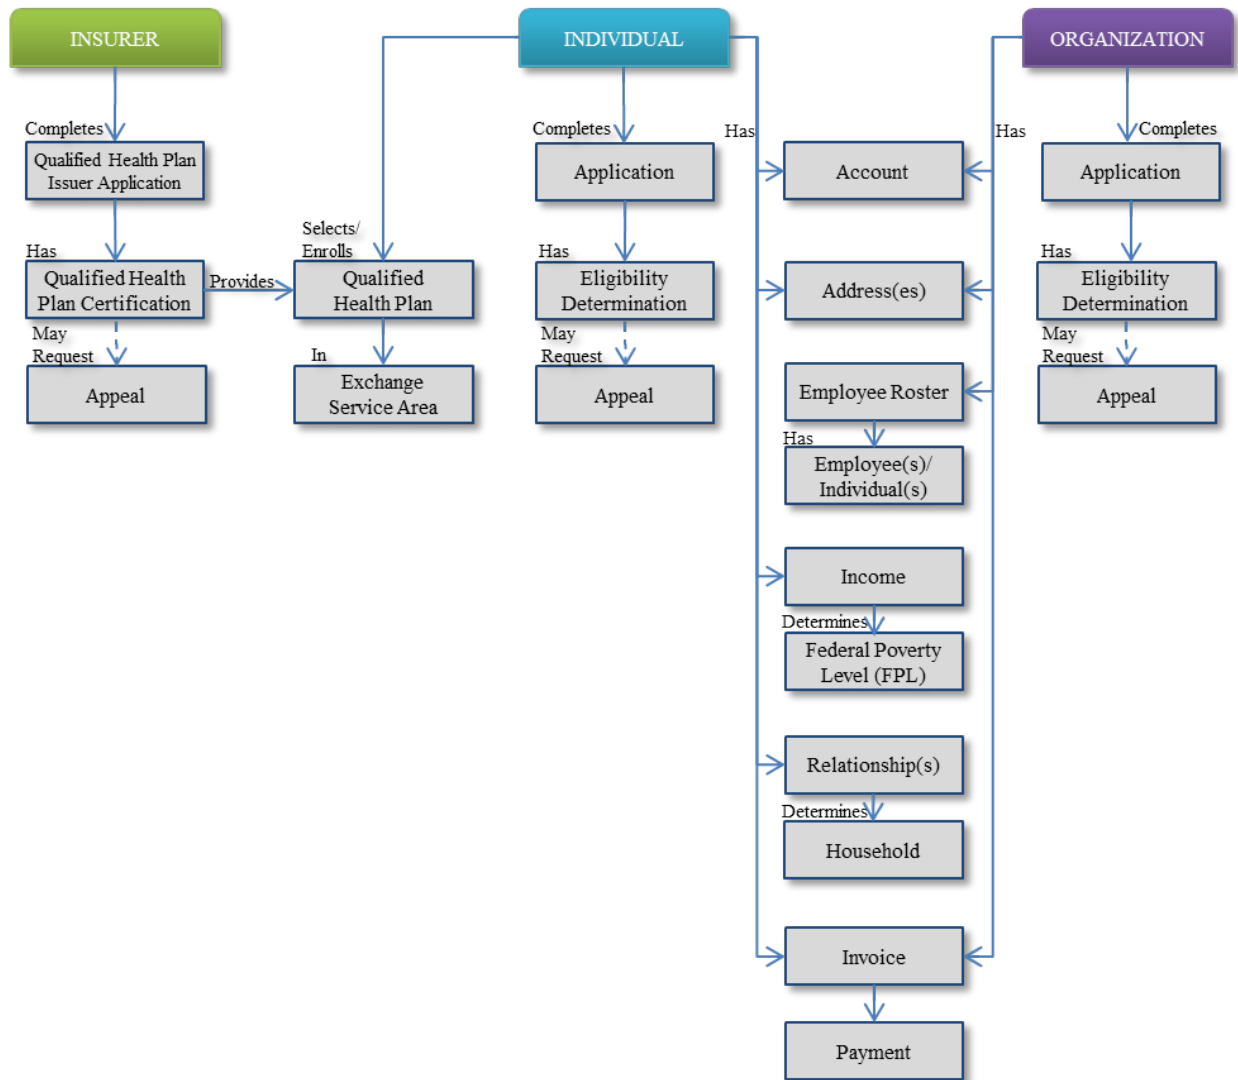 INSURER
INDIVIDUAL
ORGANIZATION
Completes
Completes
Has
Has
Completes
Qualified Health Plan
Issuer Application
Application
Account
Application
Selects/
Enrolls
Has
Has
Has
Qualified Health
Plan Certification
Provides
Qualified
Health Plan
Eligibility
Determination
Address(es)
Eligibility
Determination
May
Request
In
May
Request
May
Request
Appeal
Exchange
Service Area
Appeal
Employee Roster
Appeal
Has
Employee(s)/
Individual(s)
Income
Determines
Federal Poverty
Level (FPL)
Relationship(s)
Determines
Household
Invoice
Payment